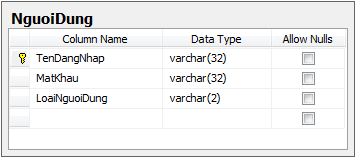 NguoiDung
Column Name Data Type Allow Nulls
TenDangNhap varchar(32)
MatKhau varchar(32)
LoaiNguoiDung varchar(2)